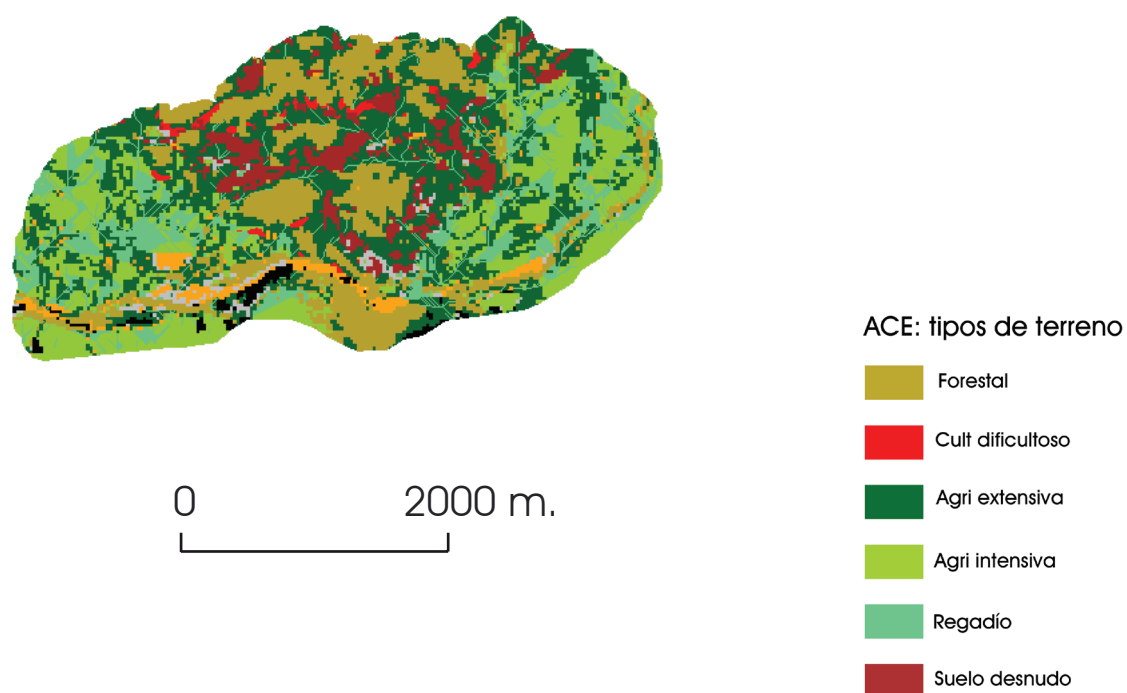 ACE: tipos de terreno
Forestal
Cult dificultoso
Agri extensiva
Agri intensiva
Regadío
Suelo desnudo
0 2000 m.